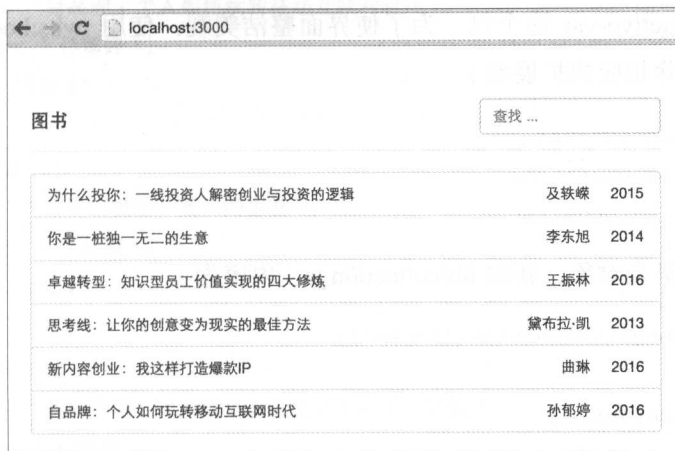 localhost:3000
图书 查找 ...
为什么投你：一线投资人解密创业与投资的逻辑 及轶嵘 2015
你是一桩独一无二的生意 李东旭 2014
卓越转型：知识型员工价值实现的四大修炼 王振林 2016
思考线：让你的创意变为现实的最佳方法 黛布拉·凯 2013
新内容创业：我这样打造爆款IP 曲琳 2016
自品牌：个人如何玩转移动互联网时代 孙郁婷 2016